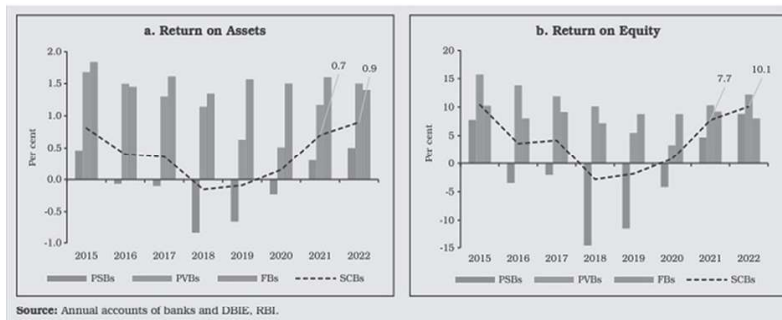 a. Return on Assets
Per cent
2.0
1.5
1.0
0.5
0.0
-0.5
-1.0
0.7
0.9
2015 2016 2017 2018 2019 2020 2021 2022
PSBs PVBs FBs SCBs
b. Return on Equity
Per cent
20
15
10
5
0
-5
-10
-15
7.7
10.1
2015 2016 2017 2018 2019 2020 2021 2022
PSBs PVBs FBs SCBs
Source: Annual accounts of banks and DBIE, RBI.